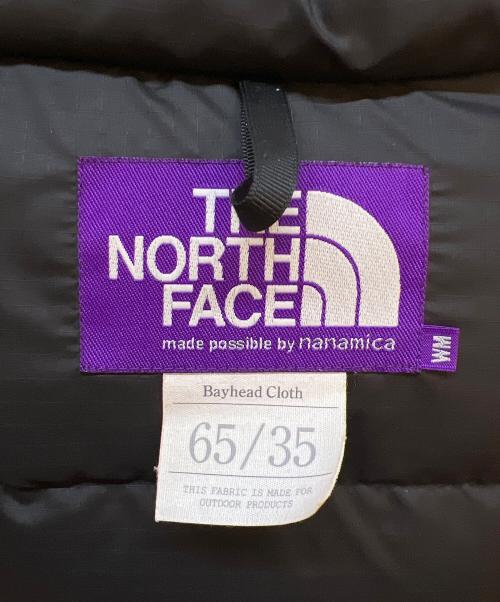 THE
NORTH
FACE
made possible by nanamica
WM
Bayhead Cloth
65/35
THIS FABRIC IS MADE FOR
OUTDOOR PRODUCTS